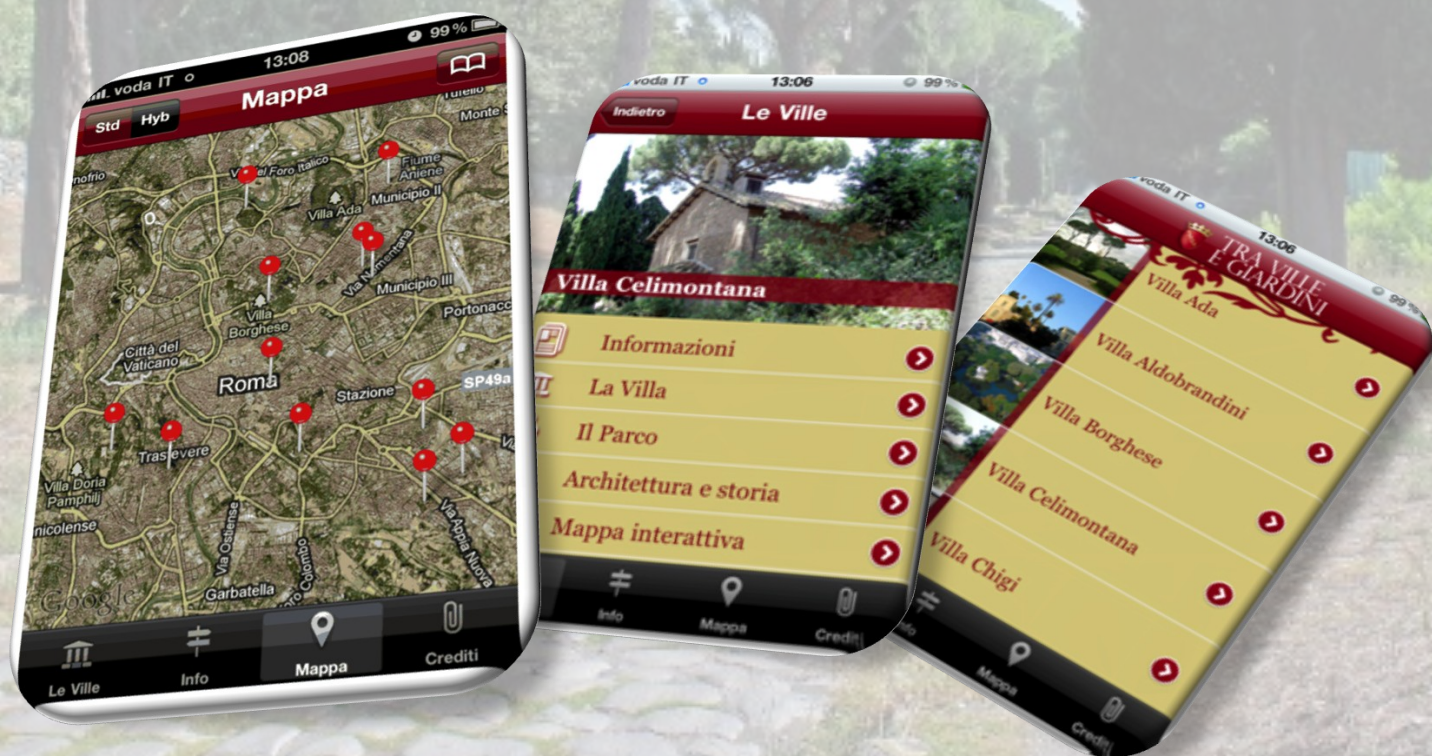 voda IT
13:08
99%
Std
Hyb
Mappa
Tufello
Monte
nofrio
Fiume
Aniene
Municipio II
Villa Ada
Via Nomentana
Municipio III
Villa
Borghese
Città del
Vaticano
Roma
Stazione
SP49a
Trastevere
Villa Doria
Pamphilj
nicolense
Via Ostiense
Garbatella
Via Appia Nuova
Google
Le Ville
Info
Mappa
Crediti
voda IT
13:06
99%
Indietro
Le Ville
Villa Celimontana
Informazioni
La Villa
Il Parco
Architettura e storia
Mappa interattiva
Info
Mappa
Crediti
voda IT
13:06
99%
TRA VILLE
E GIARDINI
Villa Ada
Villa Aldobrandini
Villa Borghese
Villa Celimontana
Villa Chigi
Mappa
Crediti